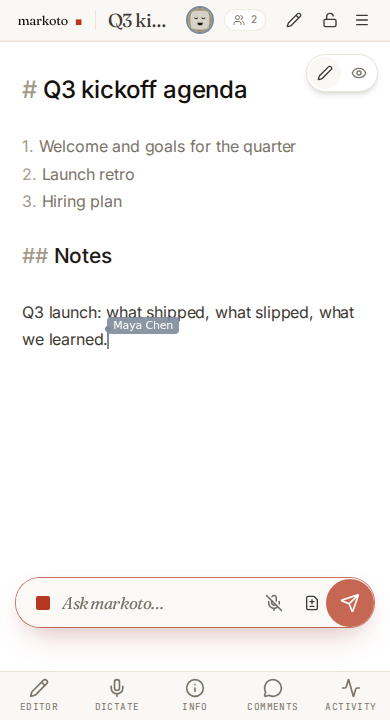 markoto
Q3 ki...
2
# Q3 kickoff agenda
1. Welcome and goals for the quarter
2. Launch retro
3. Hiring plan
## Notes
Q3 launch: what shipped, what slipped, what
we learned.
Maya Chen
Ask markoto...
EDITOR
DICTATE
INFO
COMMENTS
ACTIVITY